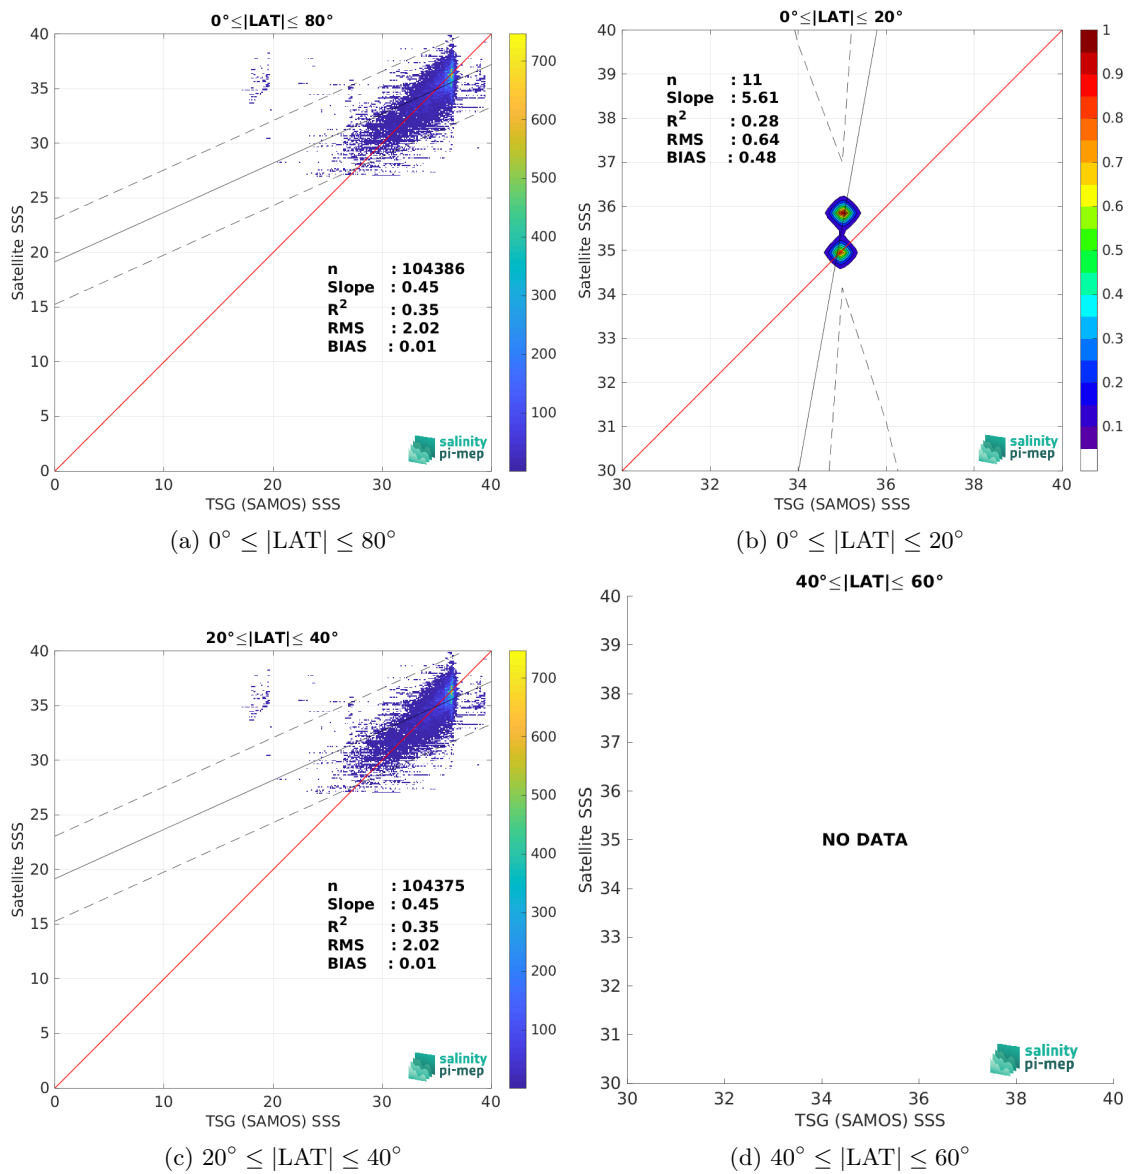 0°≤|LAT|≤ 80°
40
35
30
25
20
15
10
5
0
Satellite SSS
n : 104386
Slope : 0.45
R² : 0.35
RMS : 2.02
BIAS : 0.01
salinity
pi-mep
0 10 20 30 40
TSG (SAMOS) SSS
700
600
500
400
300
200
100
(a) 0° ≤ |LAT| ≤ 80°
0°≤|LAT|≤ 20°
40
39
38
37
36
35
34
33
32
31
30
Satellite SSS
n : 11
Slope : 5.61
R² : 0.28
RMS : 0.64
BIAS : 0.48
salinity
pi-mep
30 32 34 36 38 40
TSG (SAMOS) SSS
1
0.9
0.8
0.7
0.6
0.5
0.4
0.3
0.2
0.1
(b) 0° ≤ |LAT| ≤ 20°
20°≤|LAT|≤ 40°
40
35
30
25
20
15
10
5
0
Satellite SSS
n : 104375
Slope : 0.45
R² : 0.35
RMS : 2.02
BIAS : 0.01
salinity
pi-mep
0 10 20 30 40
TSG (SAMOS) SSS
700
600
500
400
300
200
100
(c) 20° ≤ |LAT| ≤ 40°
40°≤|LAT|≤ 60°
40
39
38
37
36
35
34
33
32
31
30
Satellite SSS
NO DATA
salinity
pi-mep
30 32 34 36 38 40
TSG (SAMOS) SSS
(d) 40° ≤ |LAT| ≤ 60°